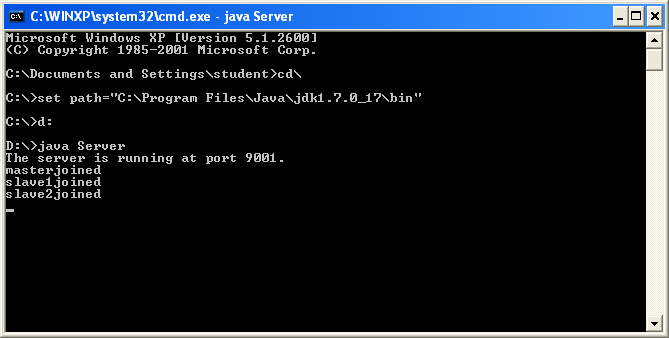 C:\WINXP\system32\cmd.exe - java Server
Microsoft Windows XP [Version 5.1.2600]
(C) Copyright 1985-2001 Microsoft Corp.
C:\Documents and Settings\student>cd\
C:\>set path="C:\Program Files\Java\jdk1.7.0_17\bin"
C:\>d:
D:\>java Server
The server is running at port 9001.
masterjoined
slave1joined
slave2joined